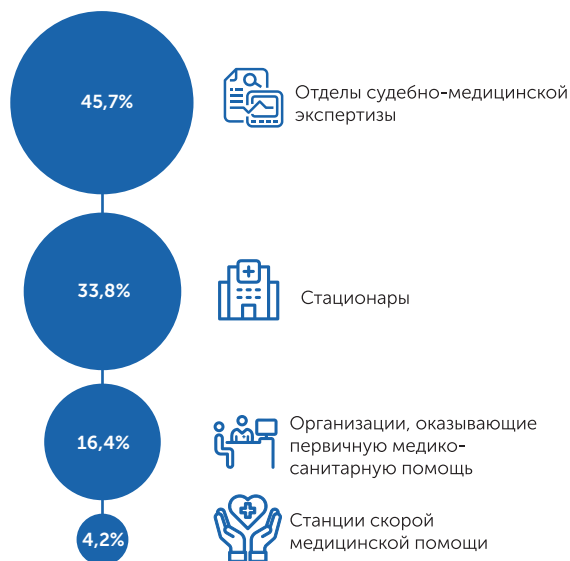 45,7%
Отделы судебно-медицинской
экспертизы
33,8%
Стационары
16,4%
Организации, оказывающие
первичную медико-
санитарную помощь
4,2%
Станции скорой
медицинской помощи